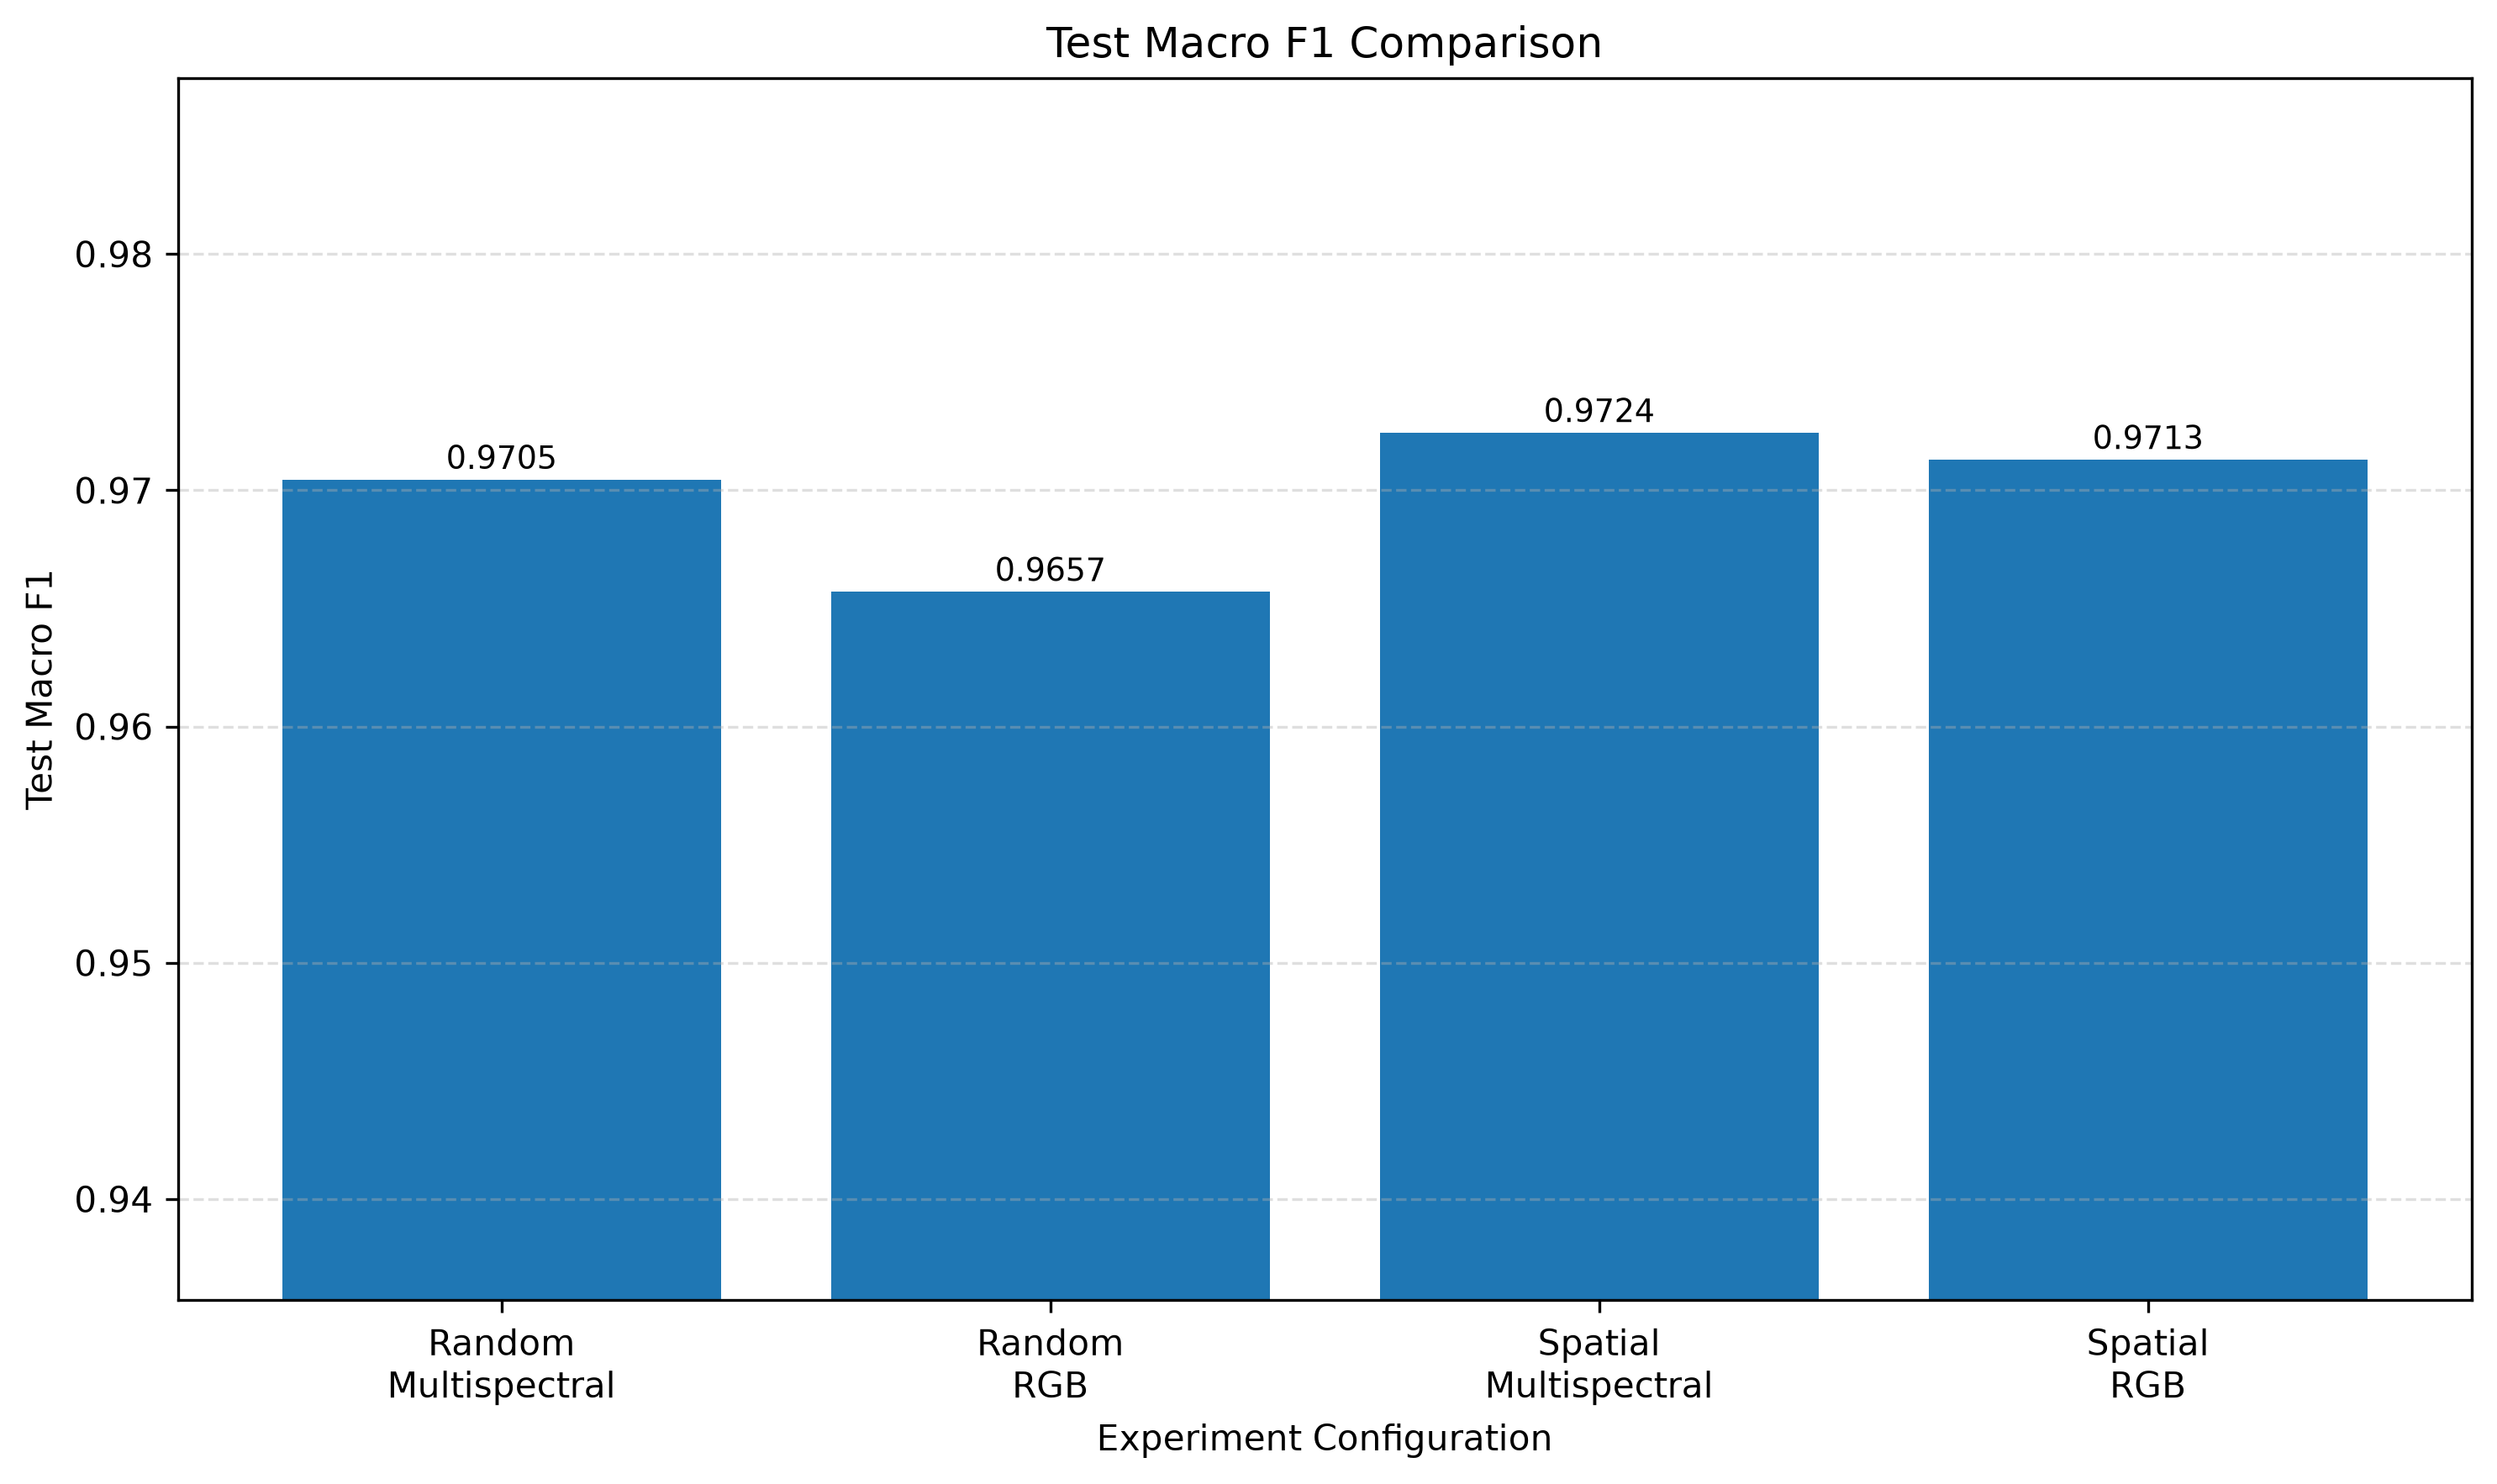 Test Macro F1 Comparison
Test Macro F1
0.98
0.97
0.96
0.95
0.94
0.9705
0.9657
0.9724
0.9713
Random
Multispectral
Random
RGB
Spatial
Multispectral
Spatial
RGB
Experiment Configuration